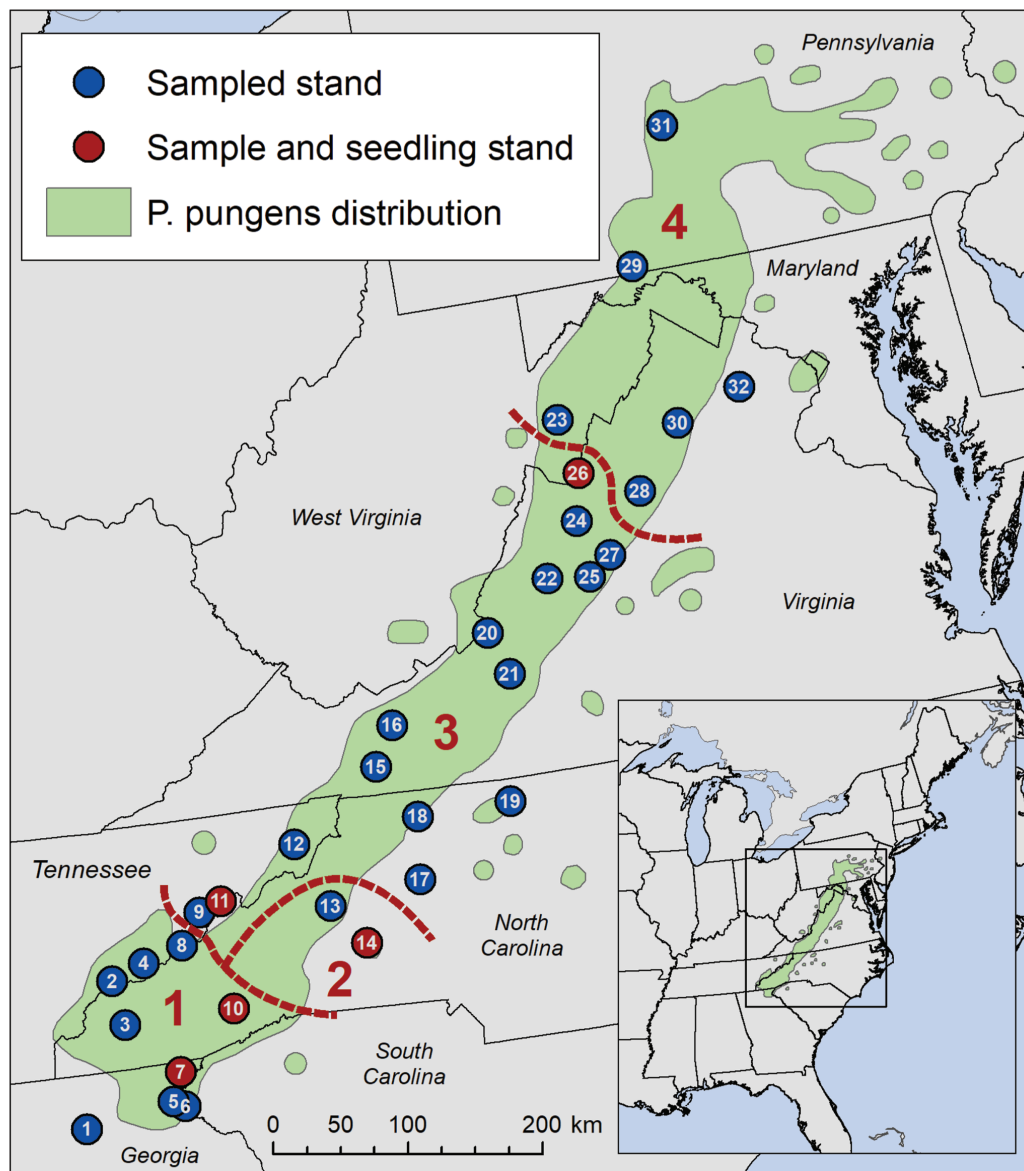 Pennsylvania
Sampled stand
Sample and seedling stand
P. pungens distribution
31
4
29
Maryland
32
23
30
26
28
West Virginia
24
27
22
25
Virginia
20
21
16
3
15
19
18
12
Tennessee
17
11
13
9
North
Carolina
14
8
4
2
2
1
10
3
South
Carolina
7
5
6
1
0 50 100 200 km
Georgia